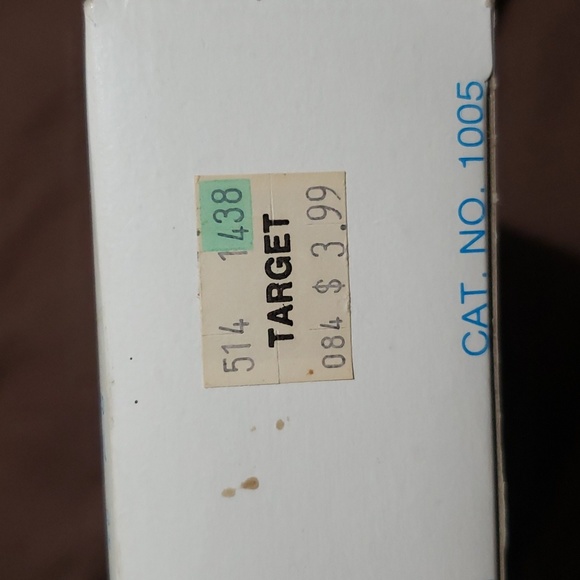 514 1438
TARGET
084 $ 3.99
CAT. NO. 1005